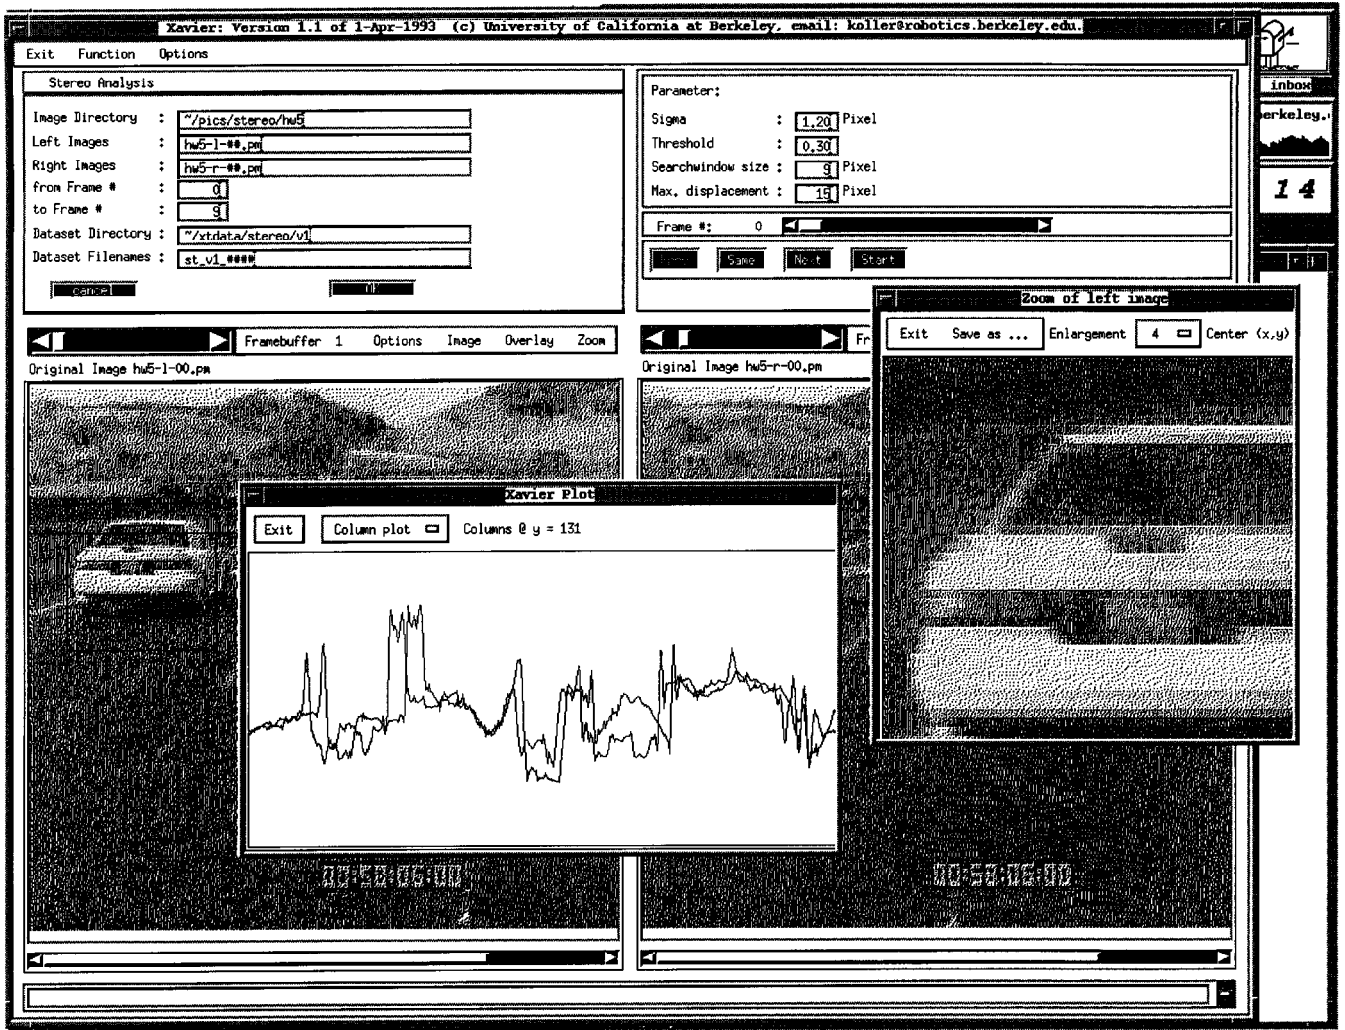 Xavier: Version 1.1 of 1-Apr-1993 (c) University of California at Berkeley, email: koller@robotics.berkeley.edu.
Exit Function Options
inbox
erkeley.
14
Stereo Analysis
Image Directory : ~/pics/stereo/hw5
Left Images : hw5-l-##.pm
Right Images : hw5-r-##.pm
from Frame # : 0
to Frame # : 9
Dataset Directory : ~/xtdata/stereo/v1
Dataset Filenames : st_v1_####
cancel OK
Parameter:
Sigma : 1.20 Pixel
Threshold : 0.30
Searchwindow size : 9 Pixel
Max. displacement : 15 Pixel
Frame #: 0
Same Next Start
Framebuffer 1 Options Image Overlay Zoom
Original Image hw5-l-00.pm
Fr
Original Image hw5-r-00.pm
Zoom of left image
Exit Save as ... Enlargement 4 Center (x,y)
Xavier Plot
Exit Column plot Columns @ y = 131